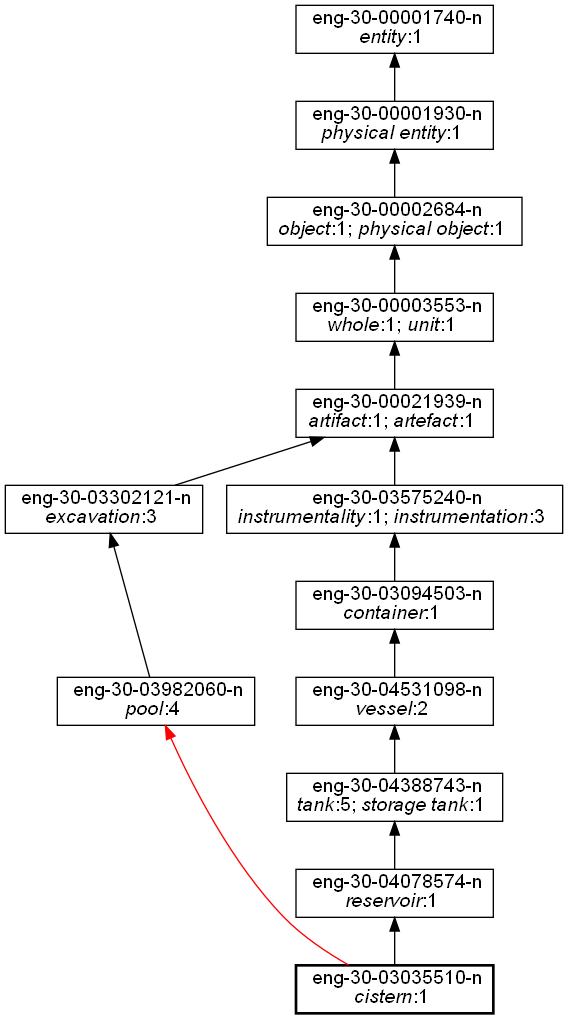 eng-30-00001740-n
entity:1
eng-30-00001930-n
physical entity:1
eng-30-00002684-n
object:1; physical object:1
eng-30-00003553-n
whole:1; unit:1
eng-30-00021939-n
artifact:1; artefact:1
eng-30-03302121-n
excavation:3
eng-30-03575240-n
instrumentality:1; instrumentation:3
eng-30-03094503-n
container:1
eng-30-03982060-n
pool:4
eng-30-04531098-n
vessel:2
eng-30-04388743-n
tank:5; storage tank:1
eng-30-04078574-n
reservoir:1
eng-30-03035510-n
cistern:1